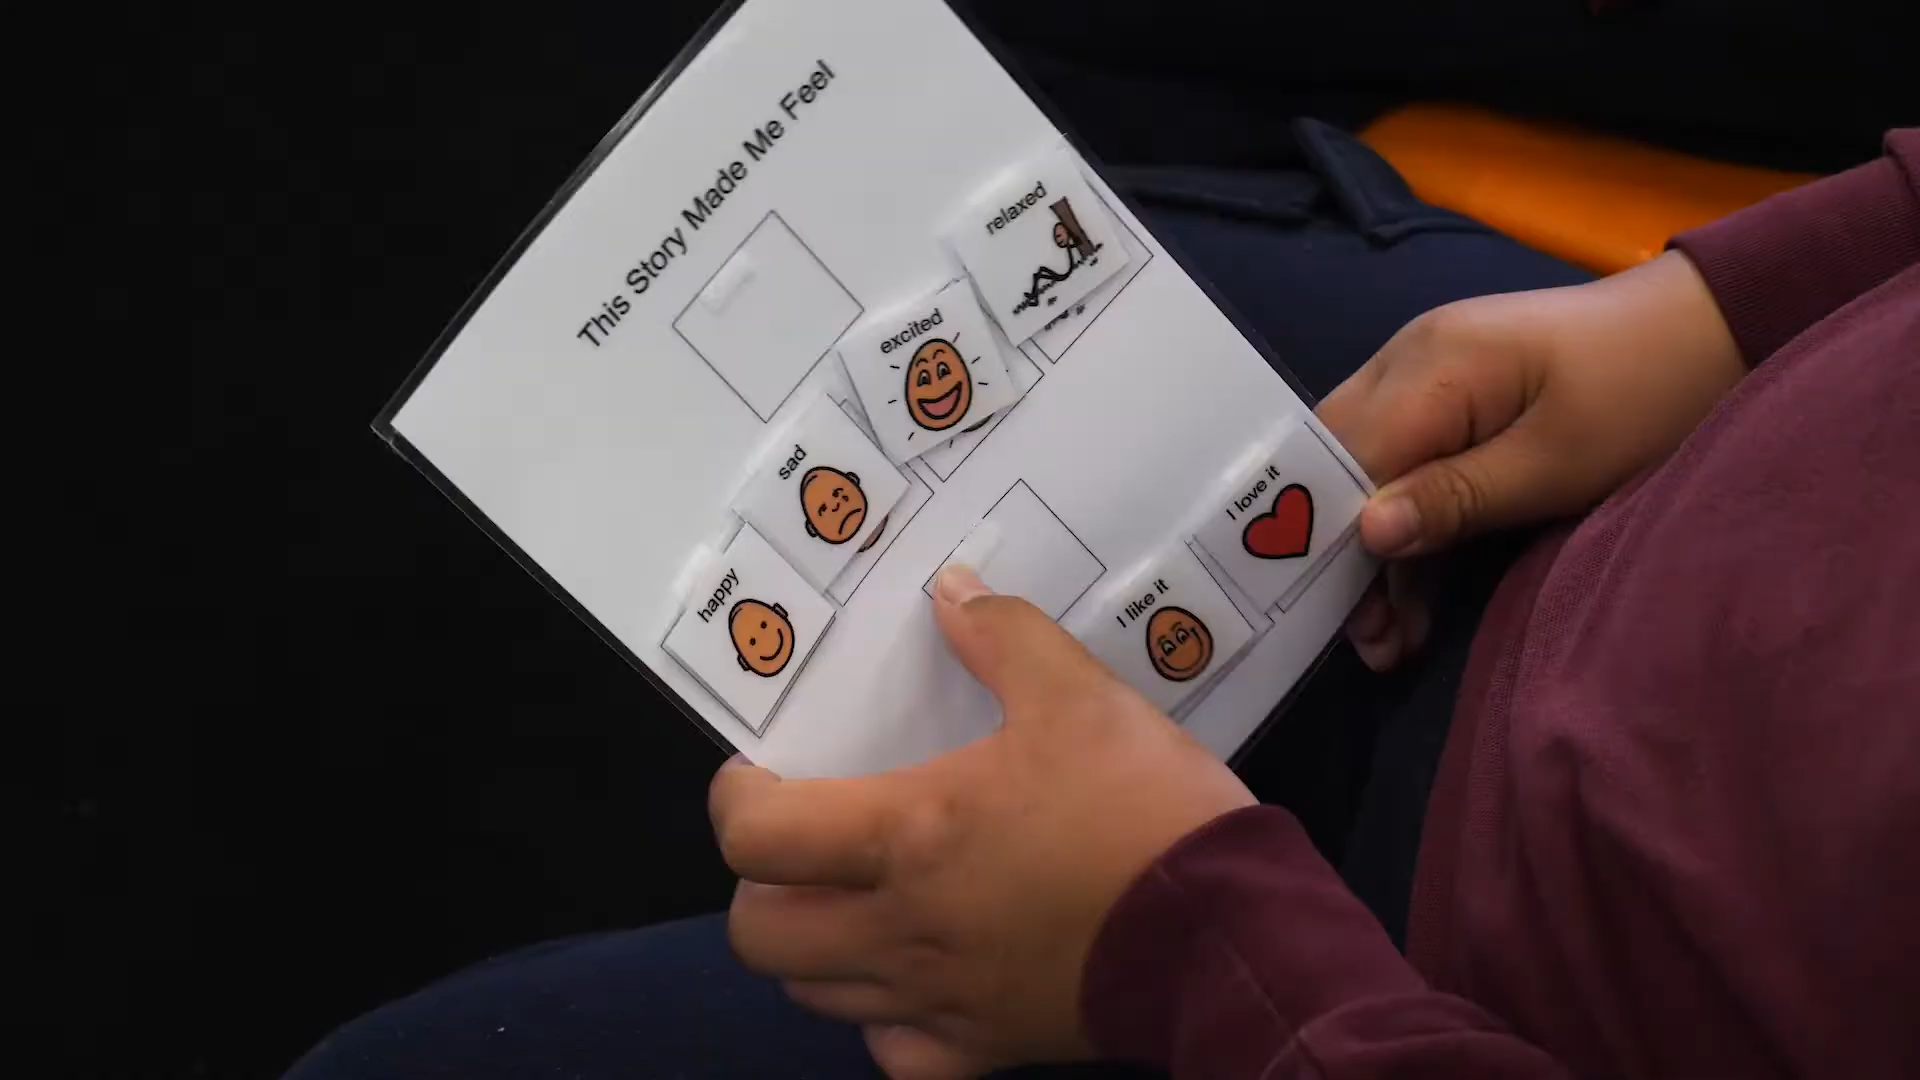 This Story Made Me Feel
happy
sad
excited
relaxed
I like it
I love it